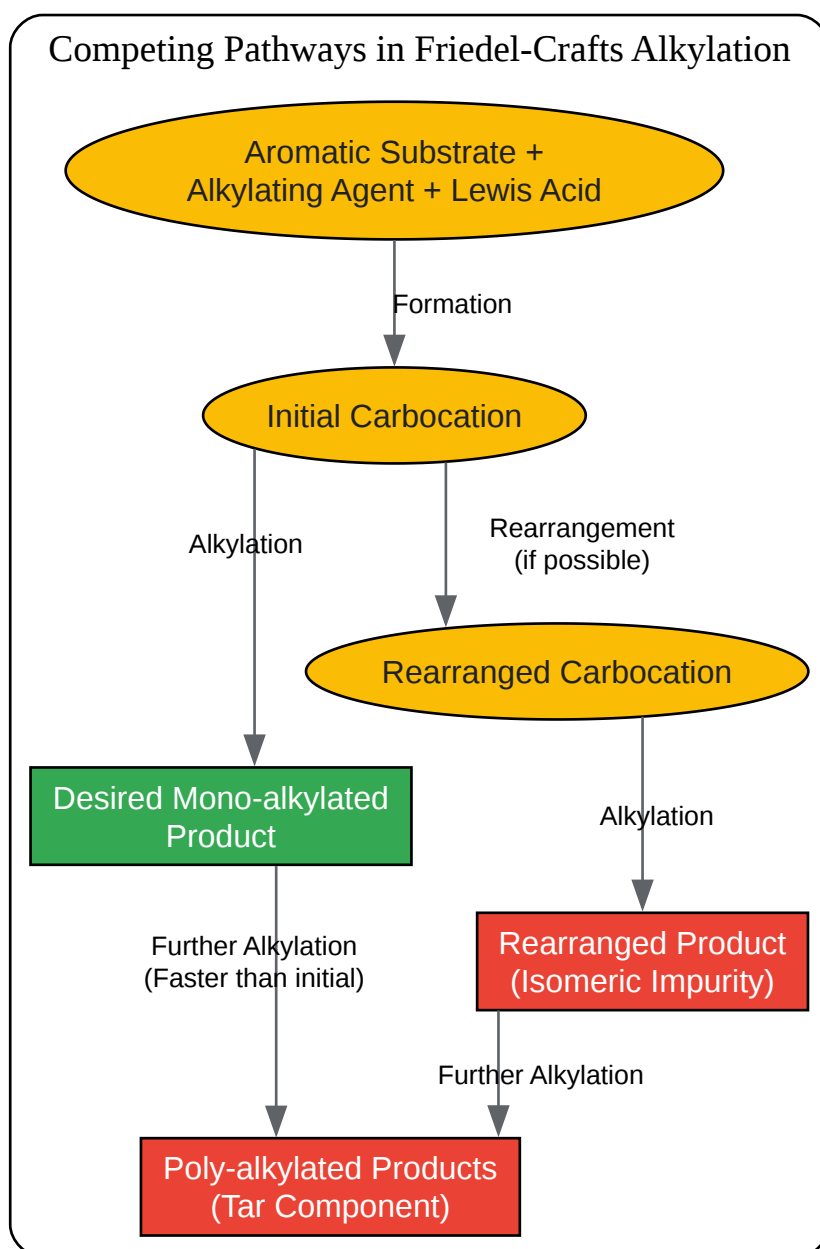 Competing Pathways in Friedel-Crafts Alkylation
Aromatic Substrate +
Alkylating Agent + Lewis Acid
Formation
Initial Carbocation
Alkylation
Rearrangement
(if possible)
Rearranged Carbocation
Desired Mono-alkylated
Product
Alkylation
Further Alkylation
(Faster than initial)
Rearranged Product
(Isomeric Impurity)
Further Alkylation
Poly-alkylated Products
(Tar Component)